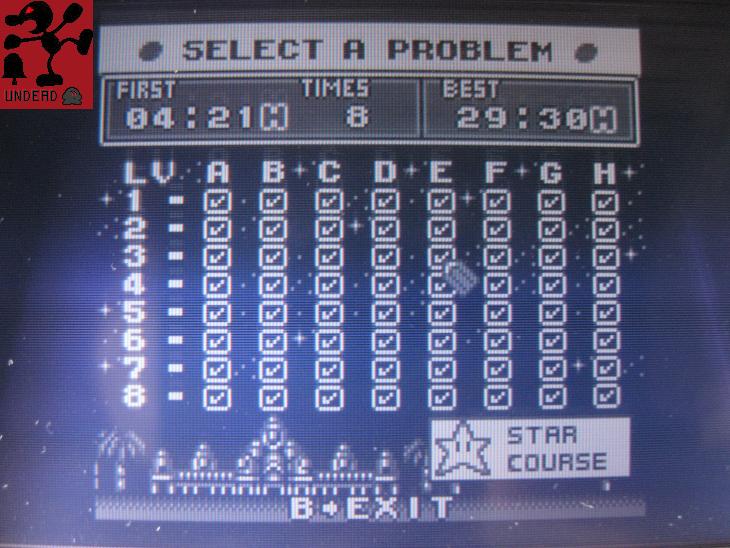 UNDEAD
SELECT A PROBLEM
FIRST TIMES BEST
04:21 8 29:30
LV. A B C D E F G H
1 -
2 -
3 -
4 -
5 -
6 -
7 -
8 -
STAR
COURSE
B→EXIT